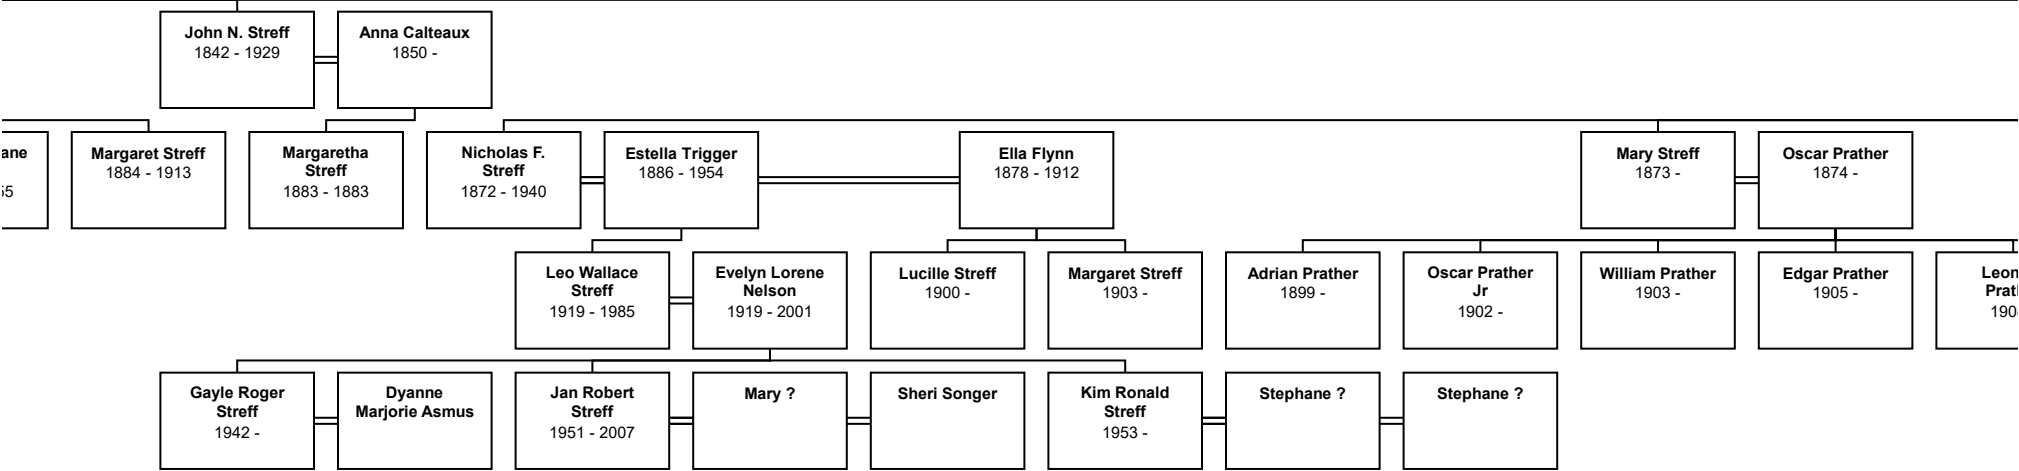 John N. Streff
1842 - 1929
Anna Calteaux
1850 -
Margaret Streff
1884 - 1913
Margaretha
Streff
1883 - 1883
Nicholas F.
Streff
1872 - 1940
Estella Trigger
1886 - 1954
Ella Flynn
1878 - 1912
Mary Streff
1873 -
Oscar Prather
1874 -
Leo Wallace
Streff
1919 - 1985
Evelyn Lorene
Nelson
1919 - 2001
Lucille Streff
1900 -
Margaret Streff
1903 -
Adrian Prather
1899 -
Oscar Prather
Jr
1902 -
William Prather
1903 -
Edgar Prather
1905 -
Gayle Roger
Streff
1942 -
Dyanne
Marjorie Asmus
Jan Robert
Streff
1951 - 2007
Mary ?
Sheri Songer
Kim Ronald
Streff
1953 -
Stephane ?
Stephane ?